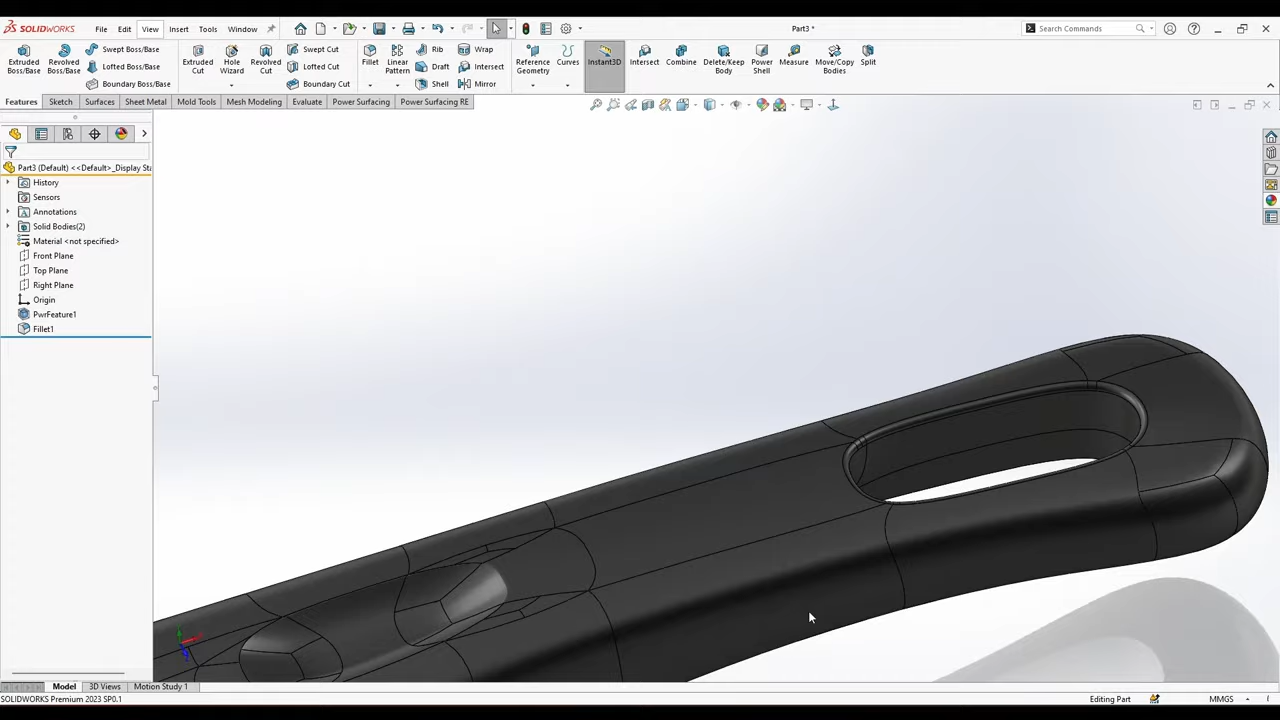 SOLIDWORKS File Edit View Insert Tools Window Part3 * Search Commands
Extruded Boss/Base
Revolved Boss/Base
Swept Boss/Base
Lofted Boss/Base
Boundary Boss/Base
Extruded Cut
Hole Wizard
Revolved Cut
Swept Cut
Lofted Cut
Boundary Cut
Fillet
Linear Pattern
Rib
Draft
Shell
Wrap
Intersect
Mirror
Reference Geometry
Curves
Instant3D
Intersect
Combine
Delete/Keep Body
Power Shell
Measure
Move/Copy Bodies
Split
Features Sketch Surfaces Sheet Metal Mold Tools Mesh Modeling Evaluate Power Surfacing Power Surfacing RE
Part3 (Default) <<Default>_Display Sta
History
Sensors
Annotations
Solid Bodies(2)
Material <not specified>
Front Plane
Top Plane
Right Plane
Origin
PwrFeature1
Fillet1
Model 3D Views Motion Study 1
SOLIDWORKS Premium 2023 SP0.1 Editing Part MMGS